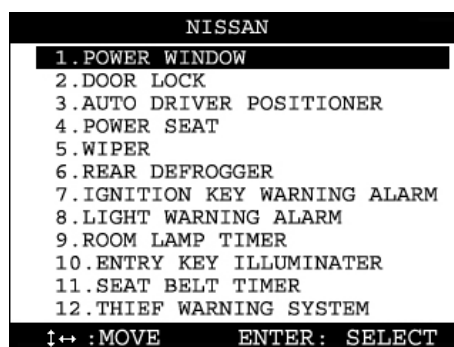 NISSAN
1.POWER WINDOW
2.DOOR LOCK
3.AUTO DRIVER POSITIONER
4.POWER SEAT
5.WIPER
6.REAR DEFROGGER
7.IGNITION KEY WARNING ALARM
8.LIGHT WARNING ALARM
9.ROOM LAMP TIMER
10.ENTRY KEY ILLUMINATER
11.SEAT BELT TIMER
12.THIEF WARNING SYSTEM
↕↔ :MOVE ENTER: SELECT